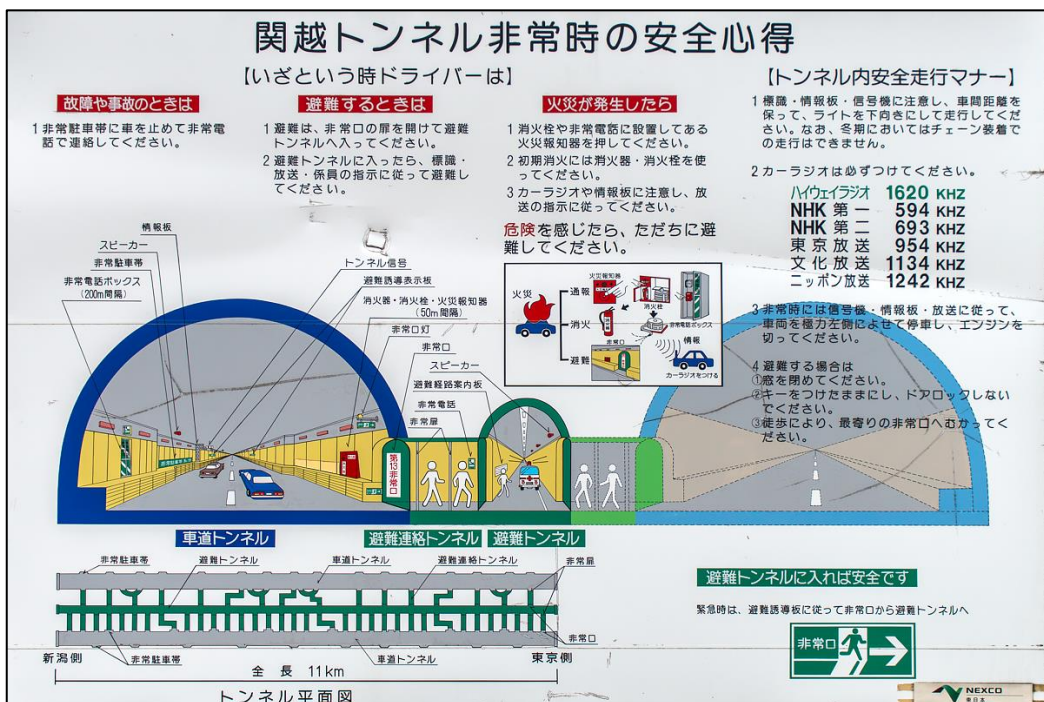 関越トンネル非常時の安全心得
【いざという時ドライバーは】
故障や事故のときは
1 非常駐車帯に車を止めて非常電
話で連絡してください。
避難するときは
1 避難は、非常口の扉を開けて避難
トンネルへ入ってください。
2 避難トンネルに入ったら、標識・
放送・係員の指示に従って避難し
てください。
火災が発生したら
1 消火栓や非常電話に設置してある
火災報知器を押してください。
2 初期消火には消火器・消火栓を使
ってください。
3 カーラジオや情報板に注意し、放
送の指示に従ってください。
危険を感じたら、ただちに避
難してください。
【トンネル内安全走行マナー】
1 標識・情報板・信号機に注意し、車間距離を
保って、ライトを下向きにして走行してく
ださい。なお、冬期においてはチェーン装着で
の走行はできません。
2 カーラジオは必ずつけてください。
ハイウェイラジオ 1620 KHZ
NHK 第一 594 KHZ
NHK 第二 693 KHZ
東京放送 954 KHZ
文化放送 1134 KHZ
ニッポン放送 1242 KHZ
3 非常時には信号機・情報板・放送に従って、
車両を極力左側によせて停車し、エンジンを
切ってください。
4 避難する場合は
①窓を閉めてください。
②キーをつけたままにし、ドアロックしない
でください。
③徒歩により、最寄りの非常口へむかってく
ださい。
情報板
スピーカー
非常駐車帯
非常電話ボックス
(200m間隔)
トンネル信号
避難誘導表示板
消火器・消火栓・火災報知器
(50m間隔)
非常口灯
非常口
スピーカー
避難経路案内板
非常電話
非常扉
火災
通報
消火
避難
火災報知器
消火栓
非常電話ボックス
非常口
情報
カーラジオをつける
第13非常口
車道トンネル
避難連絡トンネル
避難トンネル
非常駐車帯
避難トンネル
車道トンネル
避難連絡トンネル
非常扉
非常口
非常駐車帯
車道トンネル
新潟側
東京側
全長 11km
トンネル平面図
避難トンネルに入れば安全です
緊急時は、避難誘導板に従って非常口から避難トンネルへ
非常口
NEXCO
東日本